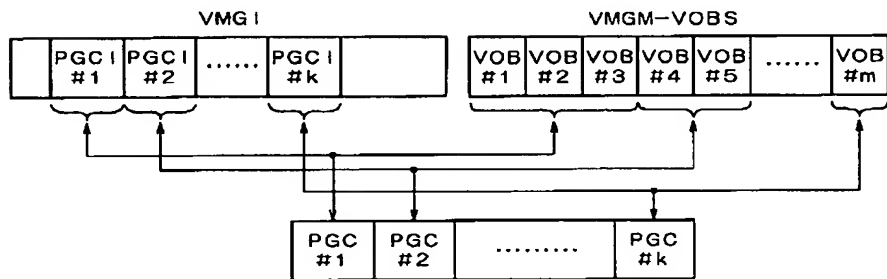 VMGI
VMGM-VOBS
PGCI PGCI ...... PGCI
#1 #2 #k
VOB VOB VOB VOB VOB ...... VOB
#1 #2 #3 #4 #5 #m
PGC PGC ......... PGC
#1 #2 #k